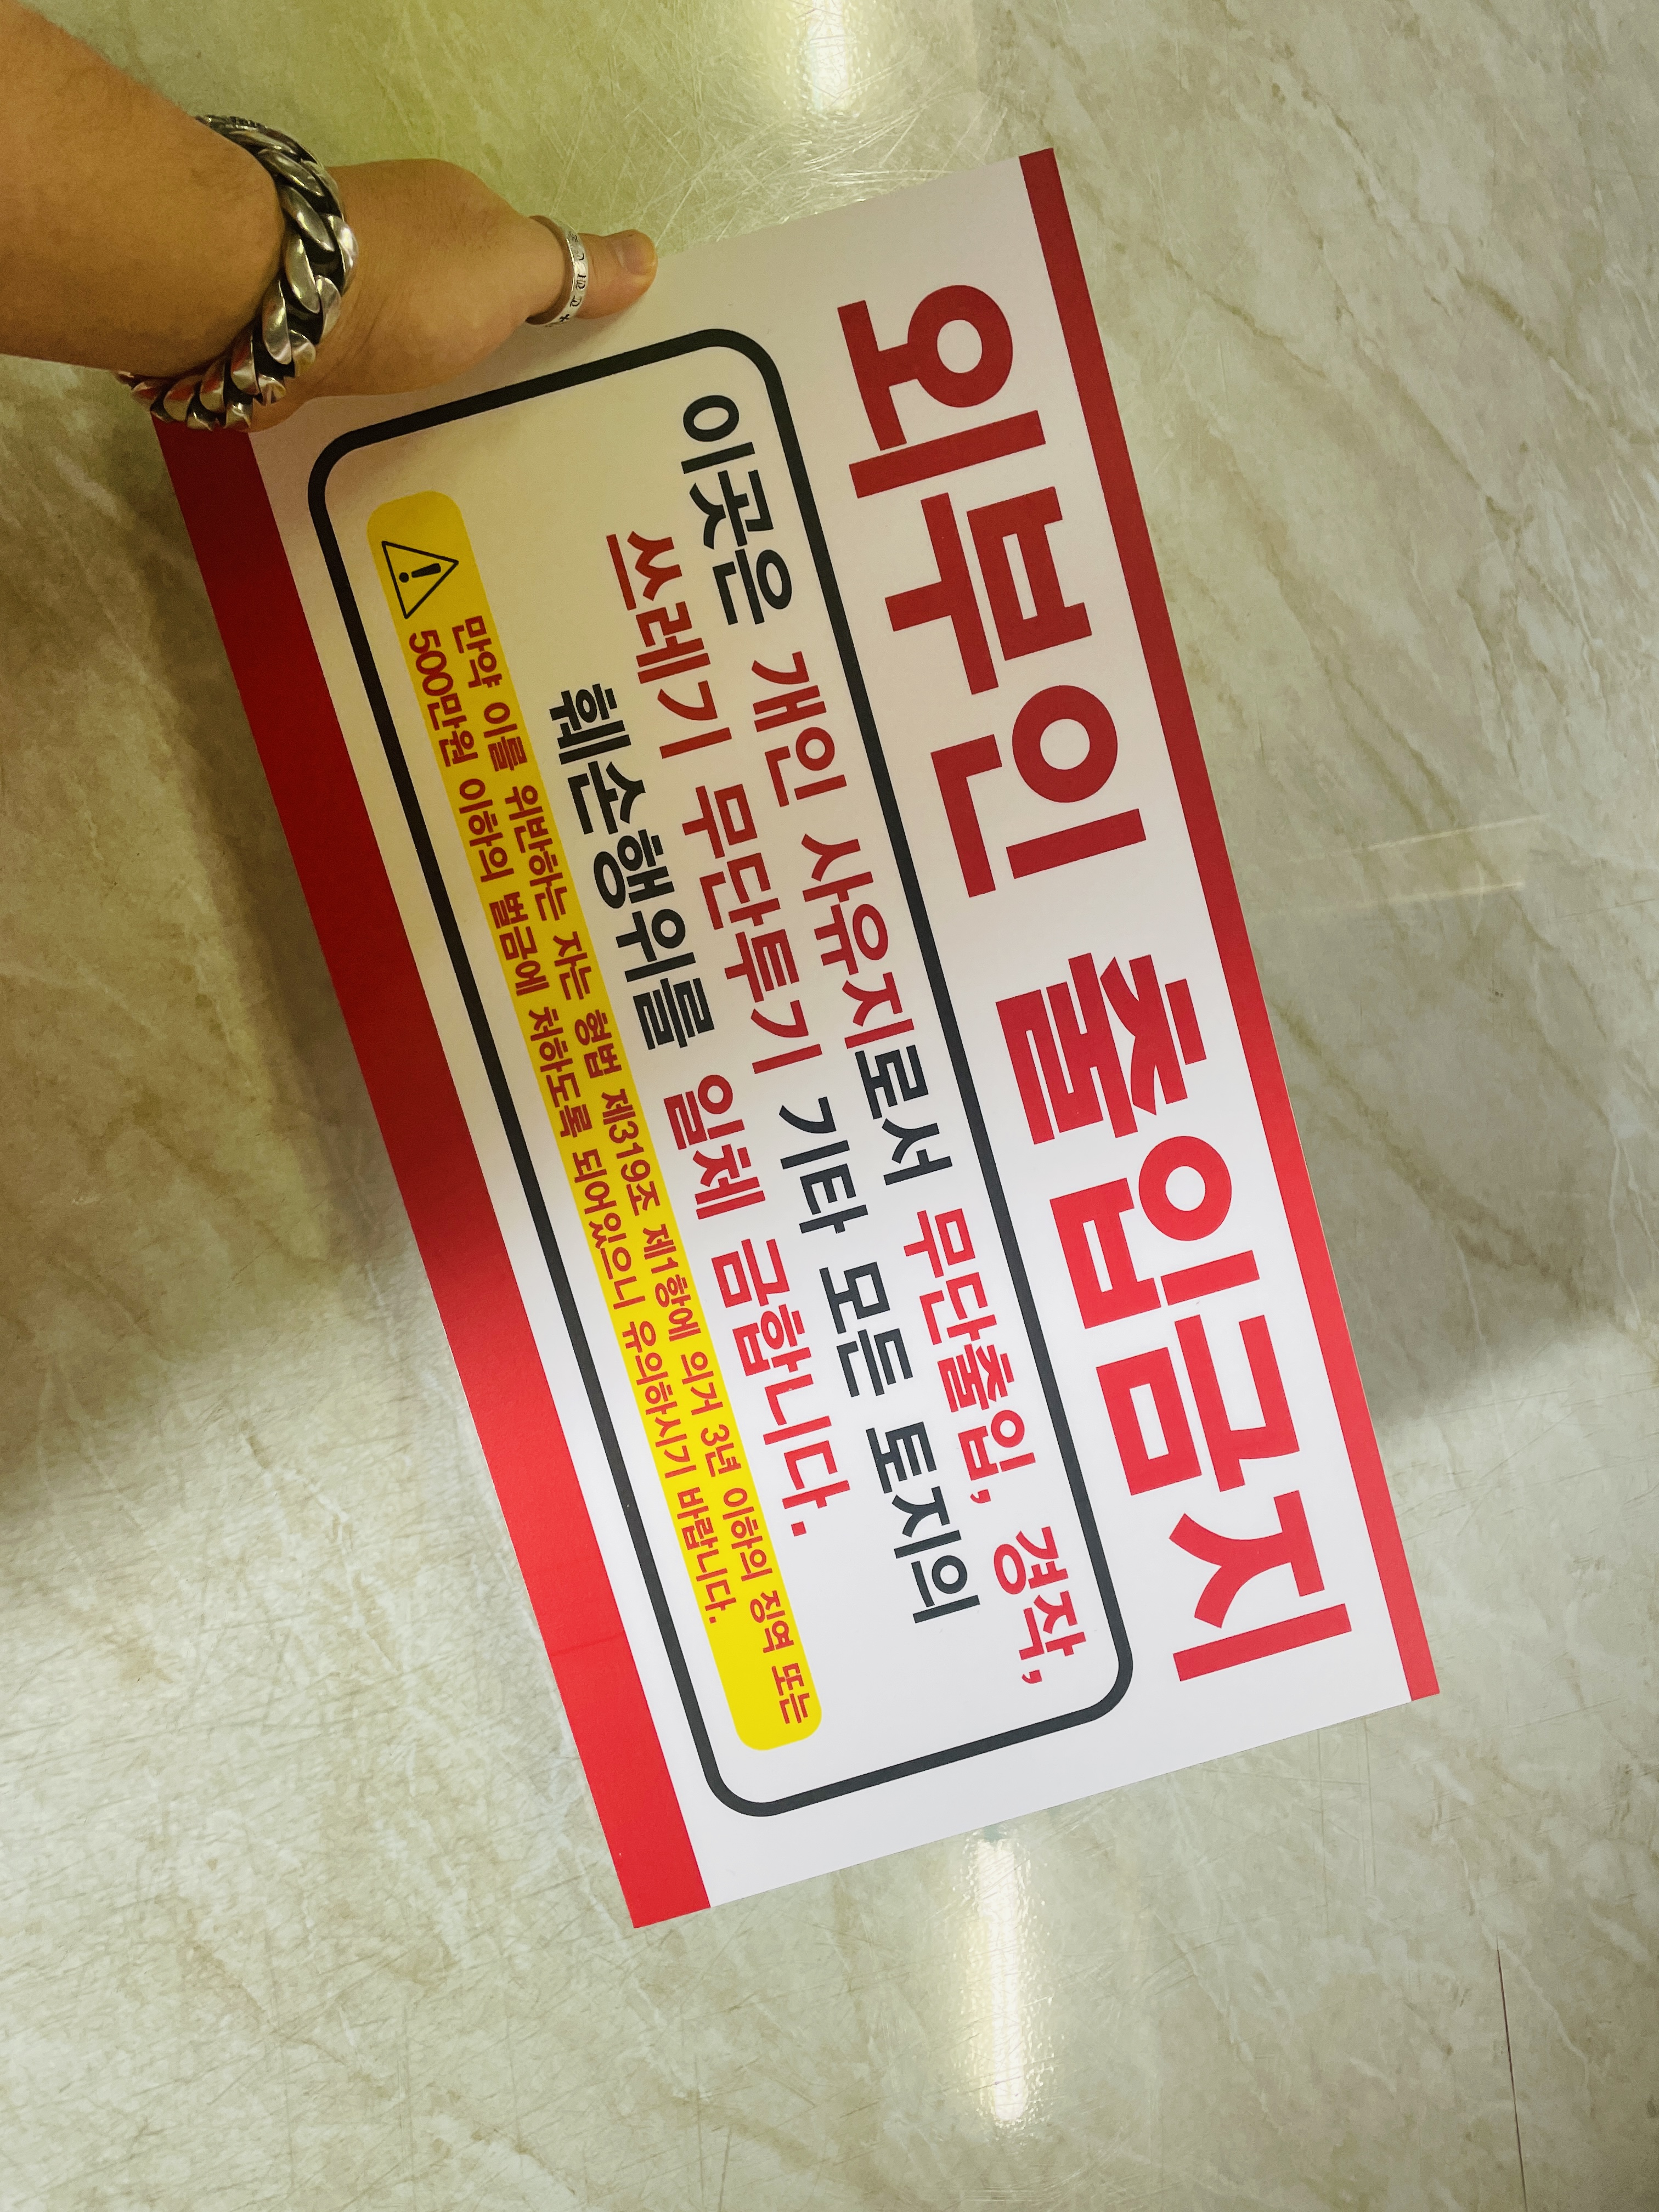 외부인 출입금지
이곳은 개인 사유지로서 무단출입, 경작,
쓰레기 무단투기 기타 모든 토지의
훼손행위를 일체 금합니다.
만약 이를 위반하는 자는 형법 제319조 제1항에 의거 3년 이하의 징역 또는
500만원 이하의 벌금에 처하도록 되어있으니 유의하시기 바랍니다.